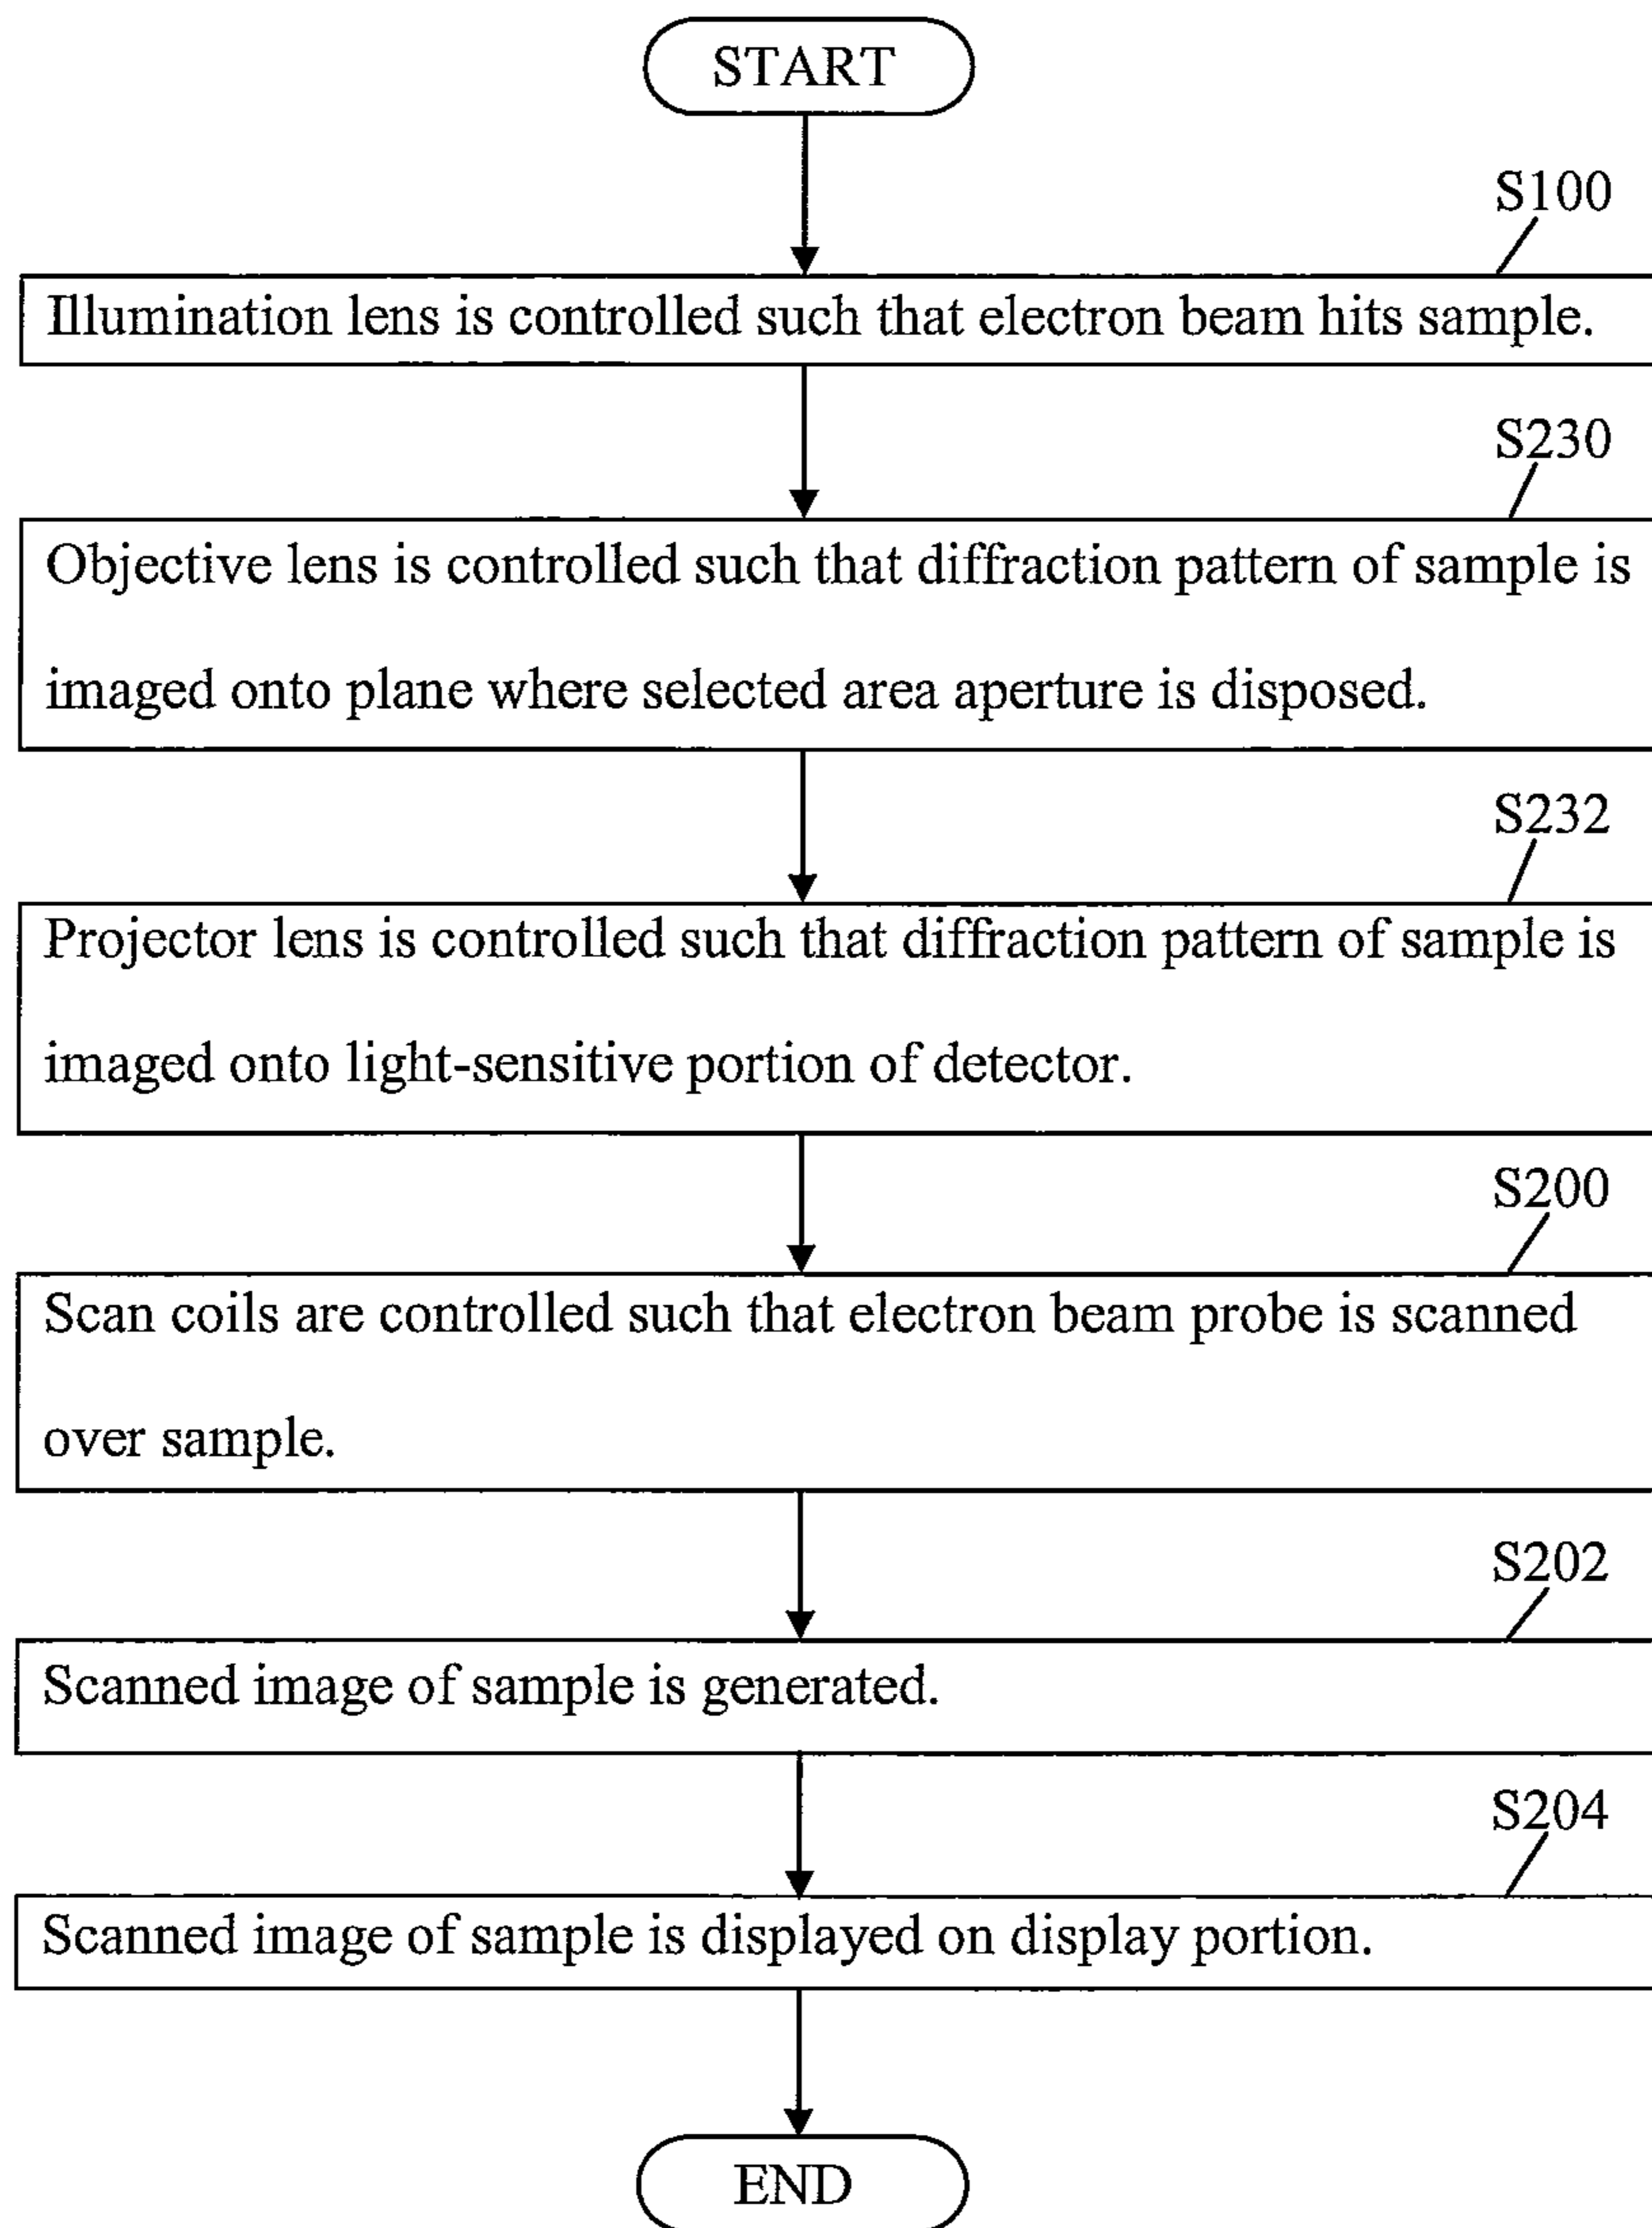 START
S100
Illumination lens is controlled such that electron beam hits sample.
S230
Objective lens is controlled such that diffraction pattern of sample is
imaged onto plane where selected area aperture is disposed.
S232
Projector lens is controlled such that diffraction pattern of sample is
imaged onto light-sensitive portion of detector.
S200
Scan coils are controlled such that electron beam probe is scanned
over sample.
S202
Scanned image of sample is generated.
S204
Scanned image of sample is displayed on display portion.
END